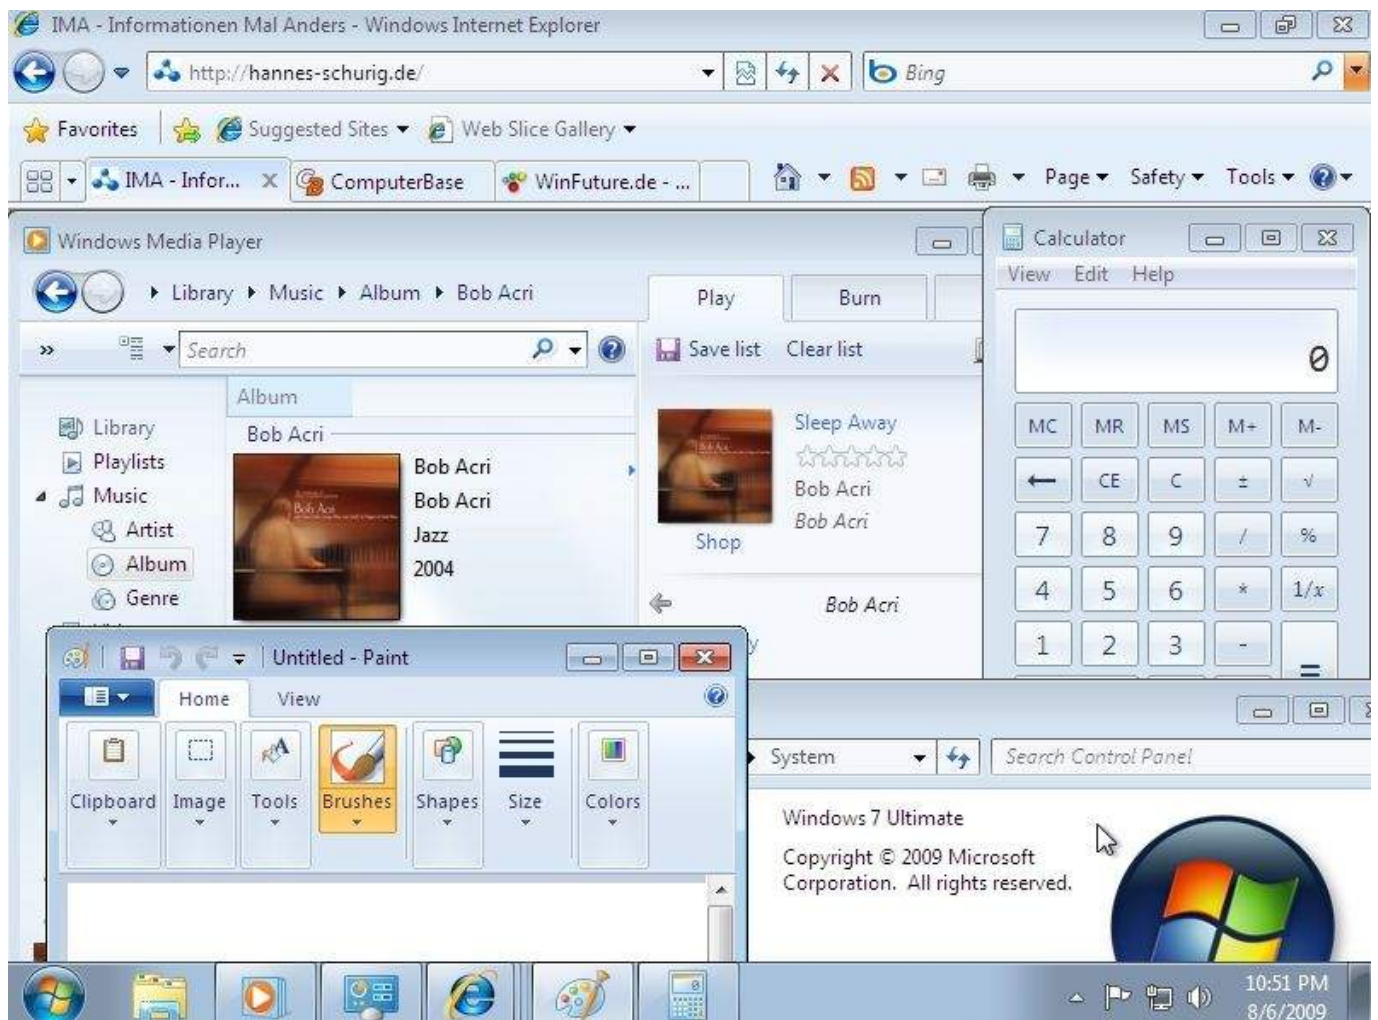 IMA - Informationen Mal Anders - Windows Internet Explorer
http://hannes-schurig.de/
Bing
Favorites
Suggested Sites
Web Slice Gallery
IMA - Infor...
ComputerBase
WinFuture.de - ...
Page
Safety
Tools
Windows Media Player
Library
Music
Album
Bob Acri
Play
Burn
Search
Save list
Clear list
Album
Library
Playlists
Music
Artist
Album
Genre
Bob Acri
Bob Acri
Bob Acri
Jazz
2004
Sleep Away
Bob Acri
Bob Acri
Shop
Bob Acri
Calculator
View Edit Help
0
MC MR MS M+ M-
← CE C ± √
7 8 9 / %
4 5 6 * 1/x
1 2 3 - =
Untitled - Paint
Home
View
Clipboard
Image
Tools
Brushes
Shapes
Size
Colors
System
Search Control Panel
Windows 7 Ultimate
Copyright © 2009 Microsoft
Corporation. All rights reserved.
10:51 PM
8/6/2009